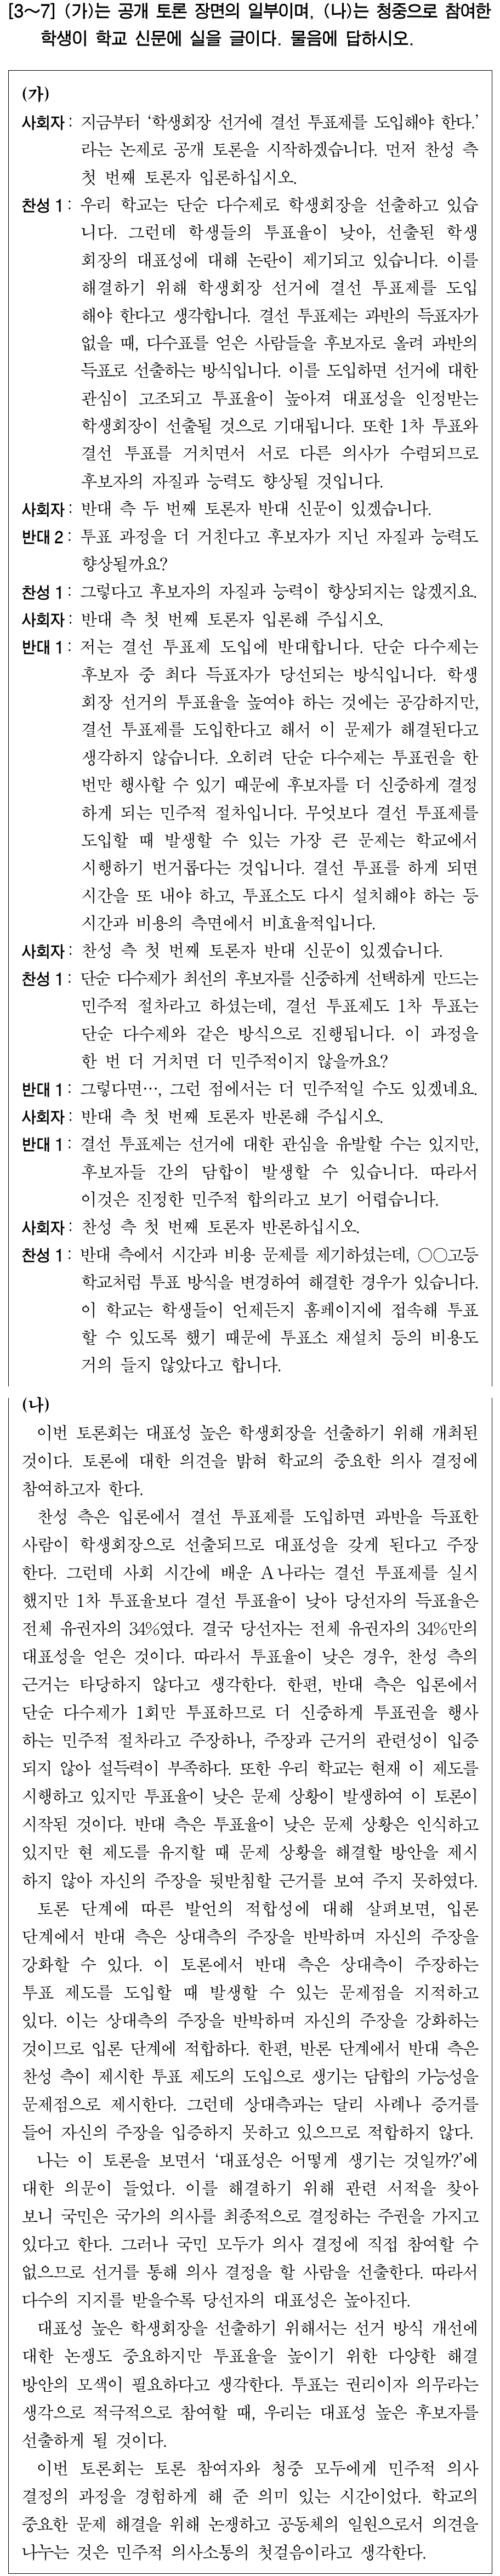 [3～7] (가)는 공개 토론 장면의 일부이며, (나)는 청중으로 참여한
학생이 학교 신문에 실을 글이다. 물음에 답하시오.
(가)
사회자 : 지금부터 ‘학생회장 선거에 결선 투표제를 도입해야 한다.’
라는 논제로 공개 토론을 시작하겠습니다. 먼저 찬성 측
첫 번째 토론자 입론하십시오.
찬성 1 : 우리 학교는 단순 다수제로 학생회장을 선출하고 있습
니다. 그런데 학생들의 투표율이 낮아, 선출된 학생
회장의 대표성에 대해 논란이 제기되고 있습니다. 이를
해결하기 위해 학생회장 선거에 결선 투표제를 도입
해야 한다고 생각합니다. 결선 투표제는 과반의 득표자가
없을 때, 다수표를 얻은 사람들을 후보자로 올려 과반의
득표로 선출하는 방식입니다. 이를 도입하면 선거에 대한
관심이 고조되고 투표율이 높아져 대표성을 인정받는
학생회장이 선출될 것으로 기대됩니다. 또한 1차 투표와
결선 투표를 거치면서 서로 다른 의사가 수렴되므로
후보자의 자질과 능력도 향상될 것입니다.
사회자 : 반대 측 두 번째 토론자 반대 신문이 있겠습니다.
반대 2 : 투표 과정을 더 거친다고 후보자가 지닌 자질과 능력도
향상될까요?
찬성 1 : 그렇다고 후보자의 자질과 능력이 향상되지는 않겠지요.
사회자 : 반대 측 첫 번째 토론자 입론해 주십시오.
반대 1 : 저는 결선 투표제 도입에 반대합니다. 단순 다수제는
후보자 중 최다 득표자가 당선되는 방식입니다. 학생
회장 선거의 투표율을 높여야 하는 것에는 공감하지만,
결선 투표제를 도입한다고 해서 이 문제가 해결된다고
생각하지 않습니다. 오히려 단순 다수제는 투표권을 한
번만 행사할 수 있기 때문에 후보자를 더 신중하게 결정
하게 되는 민주적 절차입니다. 무엇보다 결선 투표제를
도입할 때 발생할 수 있는 가장 큰 문제는 학교에서
시행하기 번거롭다는 것입니다. 결선 투표를 하게 되면
시간을 또 내야 하고, 투표소도 다시 설치해야 하는 등
시간과 비용의 측면에서 비효율적입니다.
사회자 : 찬성 측 첫 번째 토론자 반대 신문이 있겠습니다.
찬성 1 : 단순 다수제가 최선의 후보자를 신중하게 선택하게 만드는
민주적 절차라고 하셨는데, 결선 투표제도 1차 투표는
단순 다수제와 같은 방식으로 진행됩니다. 이 과정을
한 번 더 거치면 더 민주적이지 않을까요?
반대 1 : 그렇다면…, 그런 점에서는 더 민주적일 수도 있겠네요.
사회자 : 반대 측 첫 번째 토론자 반론해 주십시오.
반대 1 : 결선 투표제는 선거에 대한 관심을 유발할 수는 있지만,
후보자들 간의 담합이 발생할 수 있습니다. 따라서
이것은 진정한 민주적 합의라고 보기 어렵습니다.
사회자 : 찬성 측 첫 번째 토론자 반론하십시오.
찬성 1 : 반대 측에서 시간과 비용 문제를 제기하셨는데, ○○고등
학교처럼 투표 방식을 변경하여 해결한 경우가 있습니다.
이 학교는 학생들이 언제든지 홈페이지에 접속해 투표
할 수 있도록 했기 때문에 투표소 재설치 등의 비용도
거의 들지 않았다고 합니다.
(나)
이번 토론회는 대표성 높은 학생회장을 선출하기 위해 개최된
것이다. 토론에 대한 의견을 밝혀 학교의 중요한 의사 결정에
참여하고자 한다.
찬성 측은 입론에서 결선 투표제를 도입하면 과반을 득표한
사람이 학생회장으로 선출되므로 대표성을 갖게 된다고 주장
한다. 그런데 사회 시간에 배운 A나라는 결선 투표제를 실시
했지만 1차 투표율보다 결선 투표율이 낮아 당선자의 득표율은
전체 유권자의 34%였다. 결국 당선자는 전체 유권자의 34%만의
대표성을 얻은 것이다. 따라서 투표율이 낮은 경우, 찬성 측의
근거는 타당하지 않다고 생각한다. 한편, 반대 측은 입론에서
단순 다수제가 1회만 투표하므로 더 신중하게 투표권을 행사
하는 민주적 절차라고 주장하나, 주장과 근거의 관련성이 입증
되지 않아 설득력이 부족하다. 또한 우리 학교는 현재 이 제도를
시행하고 있지만 투표율이 낮은 문제 상황이 발생하여 이 토론이
시작된 것이다. 반대 측은 투표율이 낮은 문제 상황은 인식하고
있지만 현 제도를 유지할 때 문제 상황을 해결할 방안을 제시
하지 않아 자신의 주장을 뒷받침할 근거를 보여 주지 못하였다.
토론 단계에 따른 발언의 적합성에 대해 살펴보면, 입론
단계에서 반대 측은 상대측의 주장을 반박하며 자신의 주장을
강화할 수 있다. 이 토론에서 반대 측은 상대측이 주장하는
투표 제도를 도입할 때 발생할 수 있는 문제점을 지적하고
있다. 이는 상대측의 주장을 반박하며 자신의 주장을 강화하는
것이므로 입론 단계에 적합하다. 한편, 반론 단계에서 반대 측은
찬성 측이 제시한 투표 제도의 도입으로 생기는 담합의 가능성을
문제점으로 제시한다. 그런데 상대측과는 달리 사례나 증거를
들어 자신의 주장을 입증하지 못하고 있으므로 적합하지 않다.
나는 이 토론을 보면서 ‘대표성은 어떻게 생기는 것일까?’에
대한 의문이 들었다. 이를 해결하기 위해 관련 서적을 찾아
보니 국민은 국가의 의사를 최종적으로 결정하는 주권을 가지고
있다고 한다. 그러나 국민 모두가 의사 결정에 직접 참여할 수
없으므로 선거를 통해 의사 결정을 할 사람을 선출한다. 따라서
다수의 지지를 받을수록 당선자의 대표성은 높아진다.
대표성 높은 학생회장을 선출하기 위해서는 선거 방식 개선에
대한 논쟁도 중요하지만 투표율을 높이기 위한 다양한 해결
방안의 모색이 필요하다고 생각한다. 투표는 권리이자 의무라는
생각으로 적극적으로 참여할 때, 우리는 대표성 높은 후보자를
선출하게 될 것이다.
이번 토론회는 토론 참여자와 청중 모두에게 민주적 의사
결정의 과정을 경험하게 해 준 의미 있는 시간이었다. 학교의
중요한 문제 해결을 위해 논쟁하고 공동체의 일원으로서 의견을
나누는 것은 민주적 의사소통의 첫걸음이라고 생각한다.